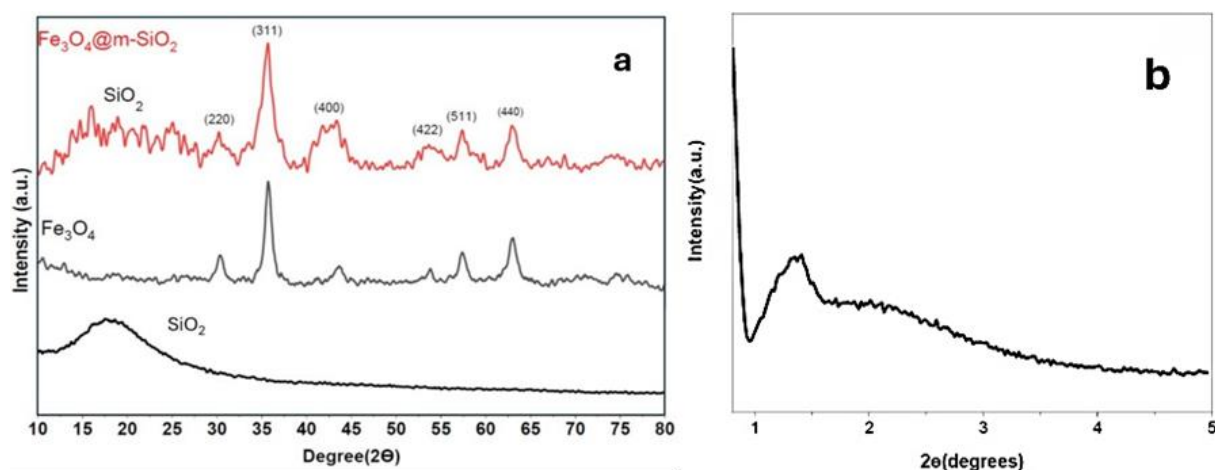 Fe₃O₄@m-SiO₂
(311)
a
SiO₂
(220)
(400)
(422)
(511)
(440)
Fe₃O₄
SiO₂
Intensity (a.u.)
10 15 20 25 30 35 40 45 50 55 60 65 70 75 80
Degree(2Θ)
b
Intensity(a.u.)
1 2 3 4 5
2ɵ(degrees)